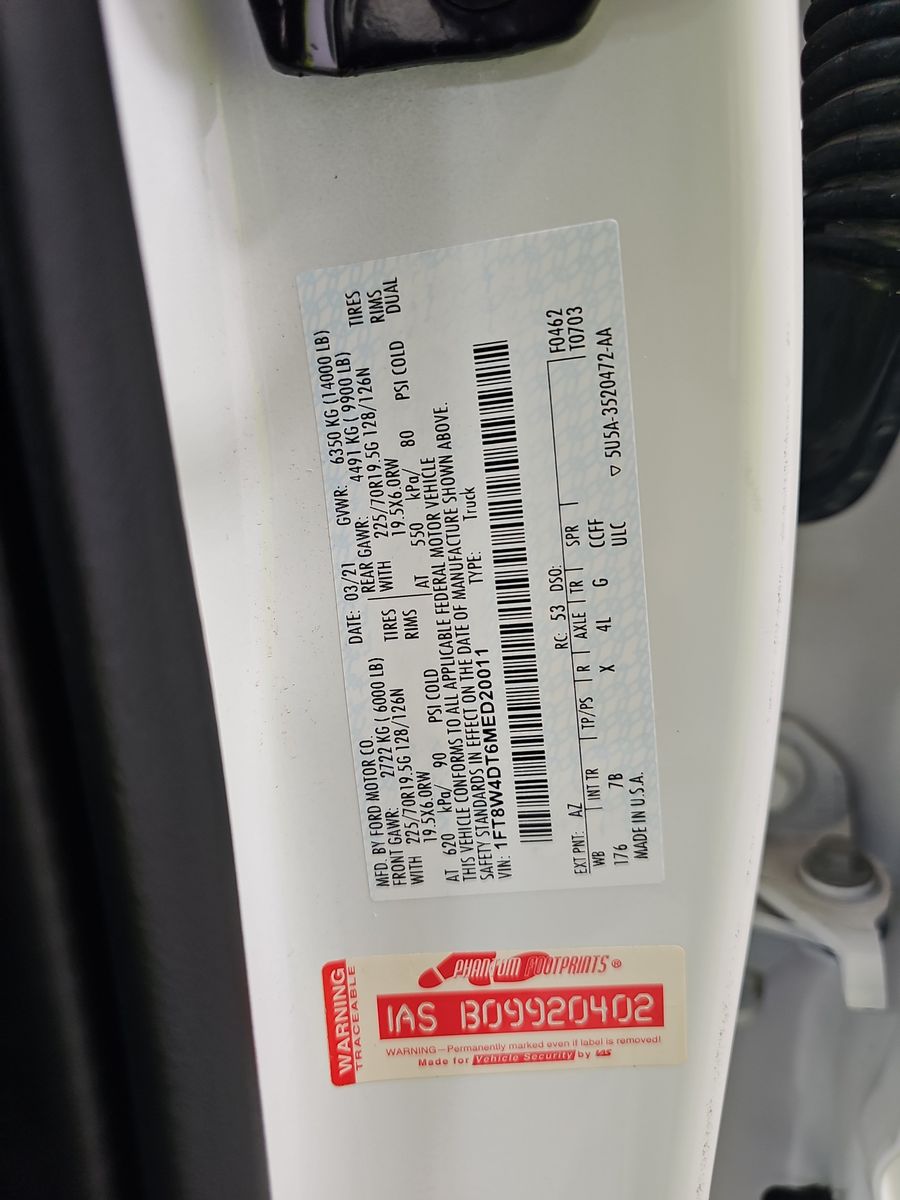 MFD. BY FORD MOTOR CO.
DATE: 03/21 GVWR: 6350 KG (14000 LB)
FRONT GAWR: 2722 KG (6000 LB) REAR GAWR: 4491 KG (9900 LB)
WITH 225/70R19.5G 128/126N TIRES WITH 225/70R19.5G 128/126N TIRES
19.5X6.0RW RIMS 19.5X6.0RW RIMS
AT 620 kPa/ 90 PSI COLD AT 550 kPa/ 80 PSI COLD DUAL
THIS VEHICLE CONFORMS TO ALL APPLICABLE FEDERAL MOTOR VEHICLE
SAFETY STANDARDS IN EFFECT ON THE DATE OF MANUFACTURE SHOWN ABOVE.
VIN: 1FT8W4DT6MED20011 TYPE: Truck
F0462
T0703
EXT PNT: AZ RC: 53 DSO:
WB INT TR TP/PS R AXLE TR SPR
176 7B X 4L G CCFF
MADE IN U.S.A. ULC ▽ 5U5A-3520472-AA
WARNING
TRACEABLE
PHANTOM FOOTPRINTS®
IAS B09920402
WARNING—Permanently marked even if label is removed!
Made for Vehicle Security by IAS